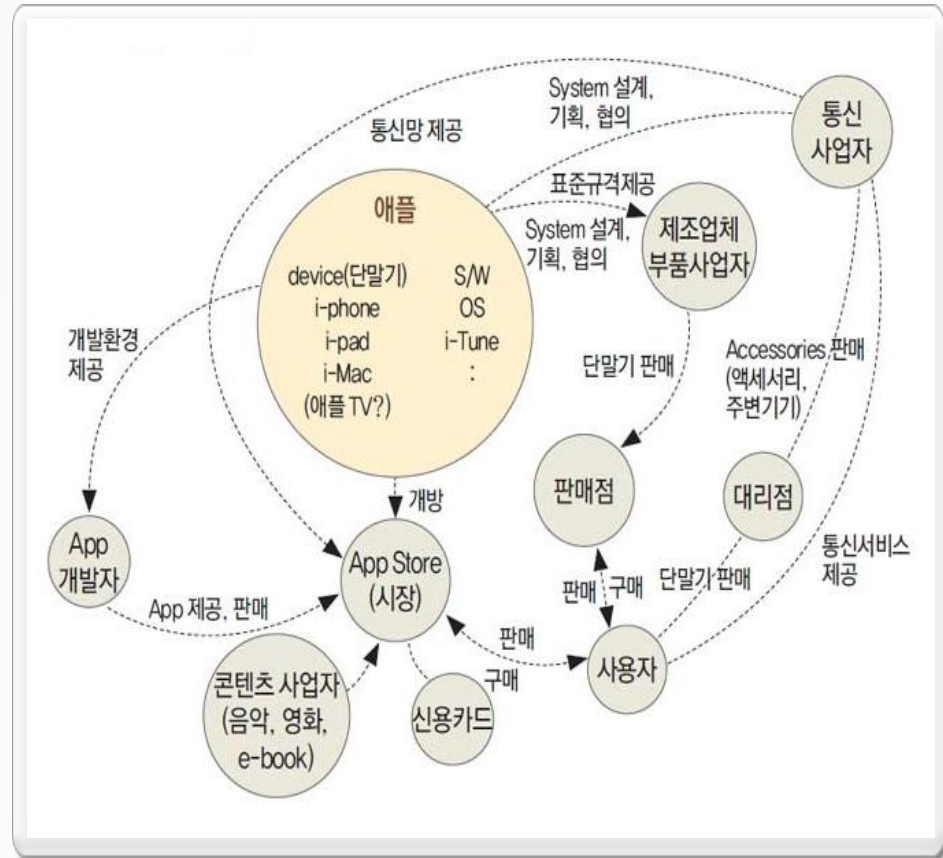 System 설계,
기획, 협의
통신
사업자
통신망 제공
애플
표준규격제공
제조업체
부품사업자
System 설계,
기획, 협의
device(단말기) S/W
i-phone OS
i-pad i-Tune
i-Mac :
(애플 TV?)
개발환경
제공
Accessories 판매
(액세서리,
주변기기)
단말기 판매
판매점
대리점
개방
App
개발자
App Store
(시장)
통신서비스
제공
단말기 판매
판매 구매
App 제공, 판매
판매
구매
사용자
콘텐츠 사업자
(음악, 영화,
e-book)
신용카드